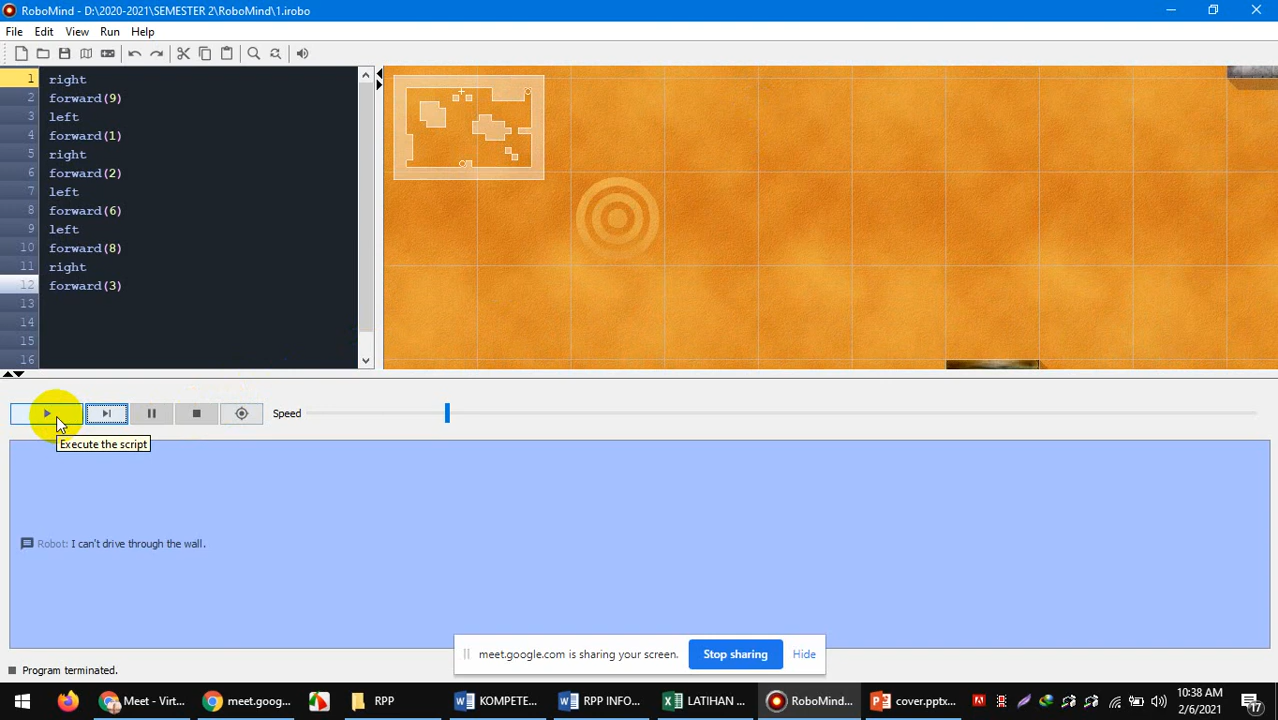 RoboMind - D:\2020-2021\SEMESTER 2\RoboMind\1.irobo
File Edit View Run Help
1 right
2 forward(9)
3 left
4 forward(1)
5 right
6 forward(2)
7 left
8 forward(6)
9 left
10 forward(8)
11 right
12 forward(3)
13
14
15
16
Speed
Execute the script
Robot: I can't drive through the wall.
meet.google.com is sharing your screen. Stop sharing Hide
Program terminated.
Meet - Virt... meet.goog... RPP KOMPETE... RPP INFO... LATIHAN ... RoboMind... cover.pptx... 10:38 AM
2/6/2021 17